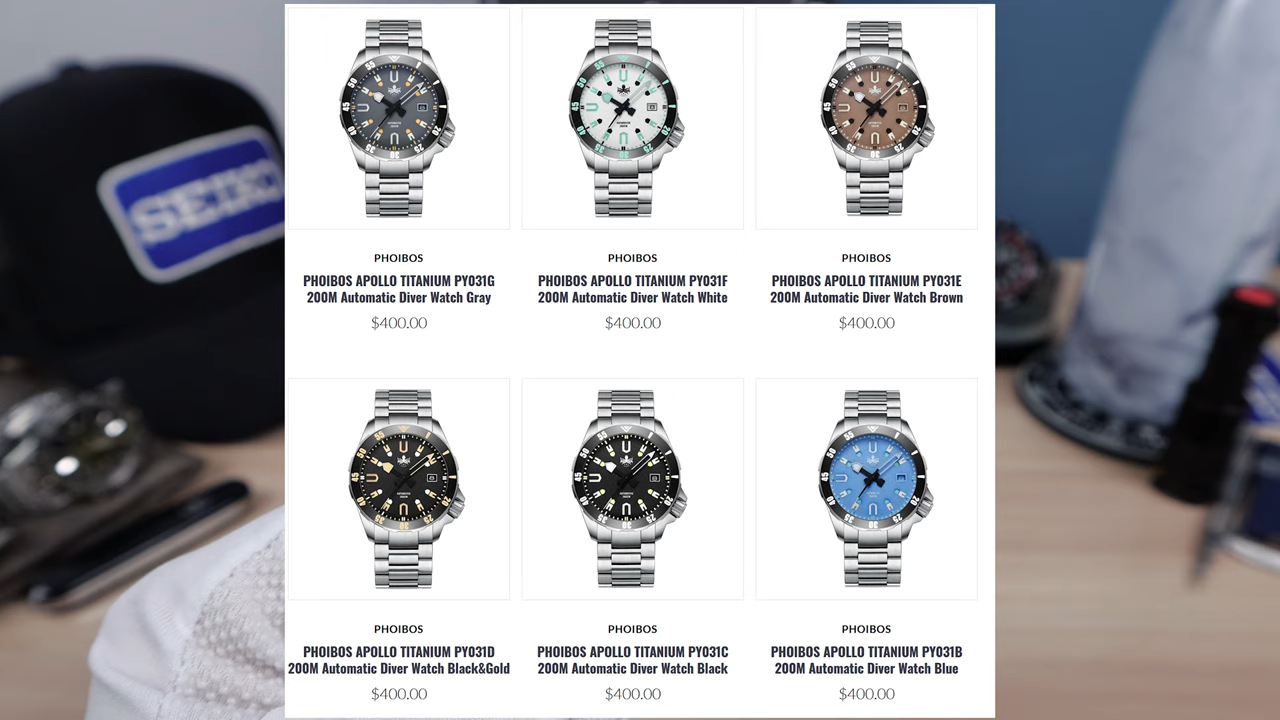 SEIKO
PHOIBOS
PHOIBOS APOLLO TITANIUM PY031G
200M Automatic Diver Watch Gray
$400.00
PHOIBOS
PHOIBOS APOLLO TITANIUM PY031F
200M Automatic Diver Watch White
$400.00
PHOIBOS
PHOIBOS APOLLO TITANIUM PY031E
200M Automatic Diver Watch Brown
$400.00
PHOIBOS
PHOIBOS APOLLO TITANIUM PY031D
200M Automatic Diver Watch Black&Gold
$400.00
PHOIBOS
PHOIBOS APOLLO TITANIUM PY031C
200M Automatic Diver Watch Black
$400.00
PHOIBOS
PHOIBOS APOLLO TITANIUM PY031B
200M Automatic Diver Watch Blue
$400.00